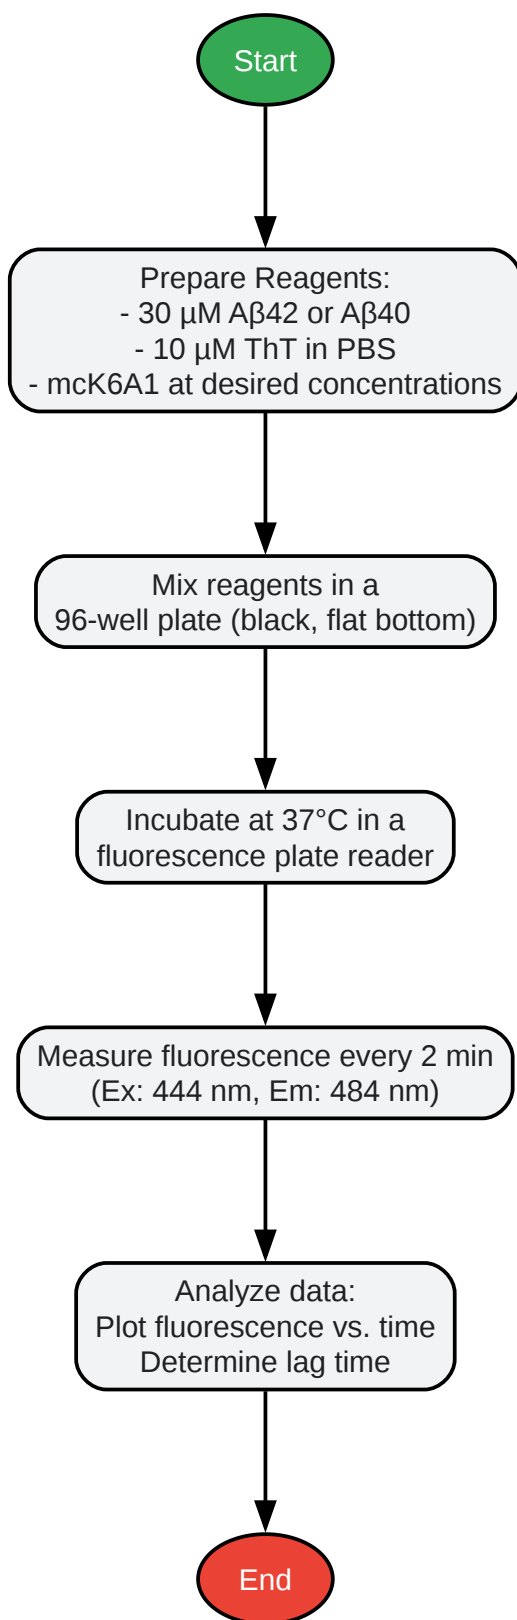 Start
Prepare Reagents:
- 30 µM Aβ42 or Aβ40
- 10 µM ThT in PBS
- mcK6A1 at desired concentrations
Mix reagents in a
96-well plate (black, flat bottom)
Incubate at 37°C in a
fluorescence plate reader
Measure fluorescence every 2 min
(Ex: 444 nm, Em: 484 nm)
Analyze data:
Plot fluorescence vs. time
Determine lag time
End